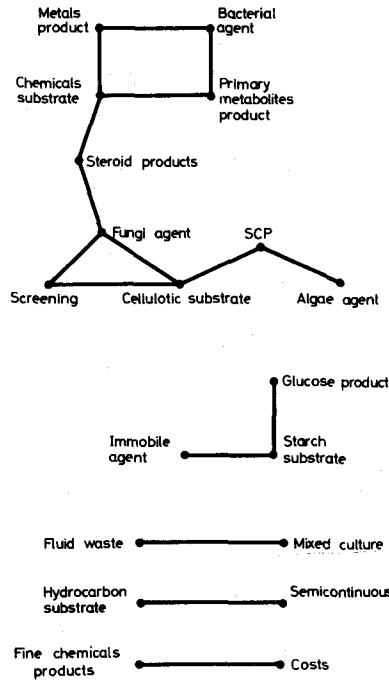 Metals
product
Bacterial
agent
Chemicals
substrate
Primary
metabolites
product
Steroid products
Fungi agent
SCP
Screening
Cellulotic substrate
Algae agent
Glucose product
Immobile
agent
Starch
substrate
Fluid waste
Mixed culture
Hydrocarbon
substrate
Semicontinuous
Fine chemicals
products
Costs